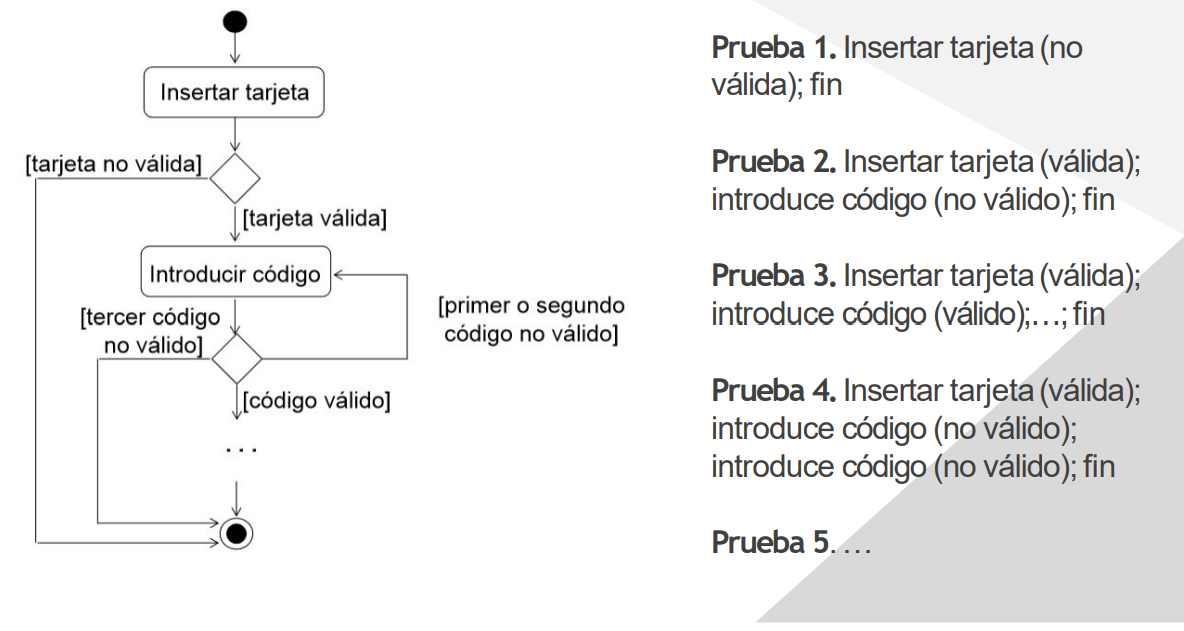 Insertar tarjeta
[tarjeta no válida]
[tarjeta válida]
Introducir código
[tercer código
no válido]
[primer o segundo
código no válido]
[código válido]
...
Prueba 1. Insertar tarjeta (no
válida); fin
Prueba 2. Insertar tarjeta (válida);
introduce código (no válido); fin
Prueba 3. Insertar tarjeta (válida);
introduce código (válido);...; fin
Prueba 4. Insertar tarjeta (válida);
introduce código (no válido);
introduce código (no válido); fin
Prueba 5. ...